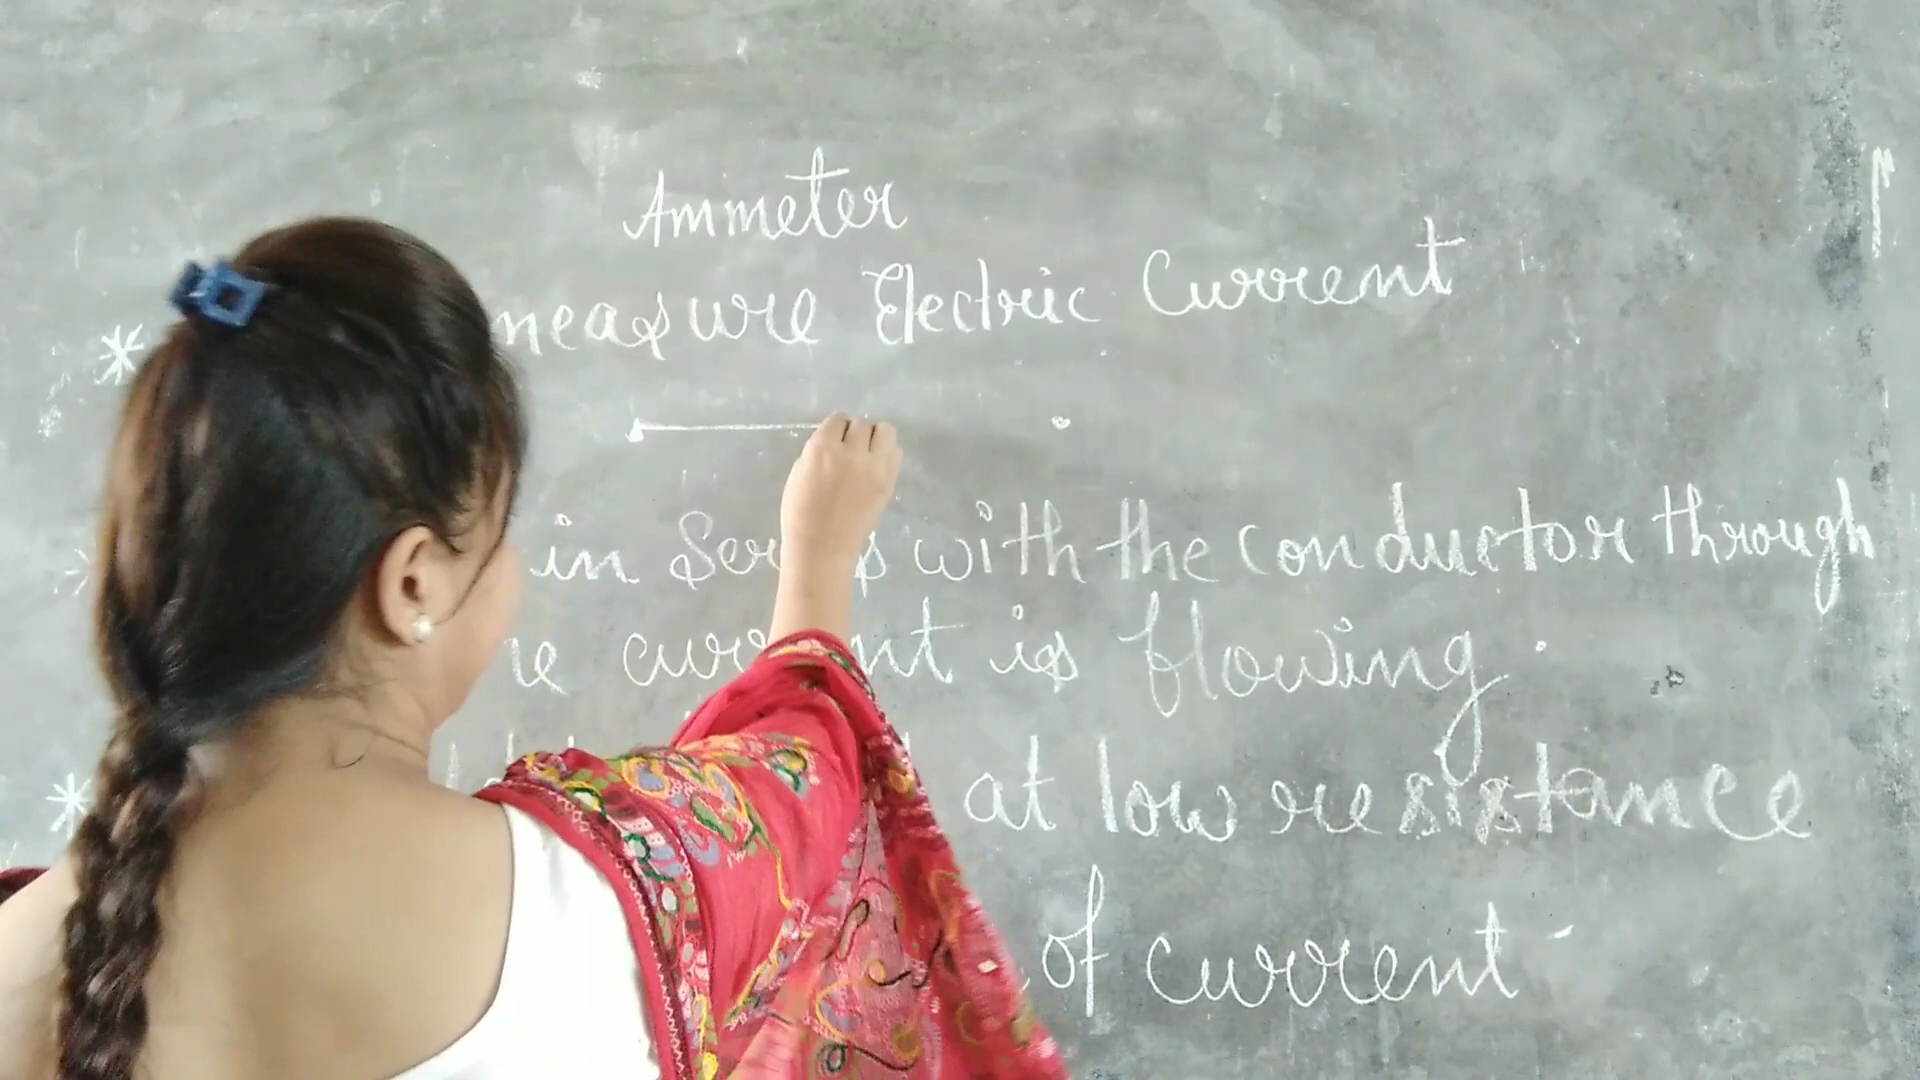 Ammeter
* measure Electric Current
* in Series with the conductor through
current is flowing.
* at low resistance
of current